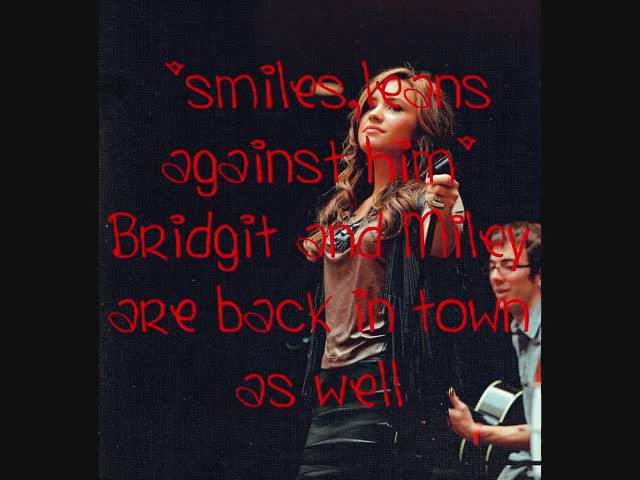 *smiles,leans
against him*
Bridgit and Miley
are back in town
as well